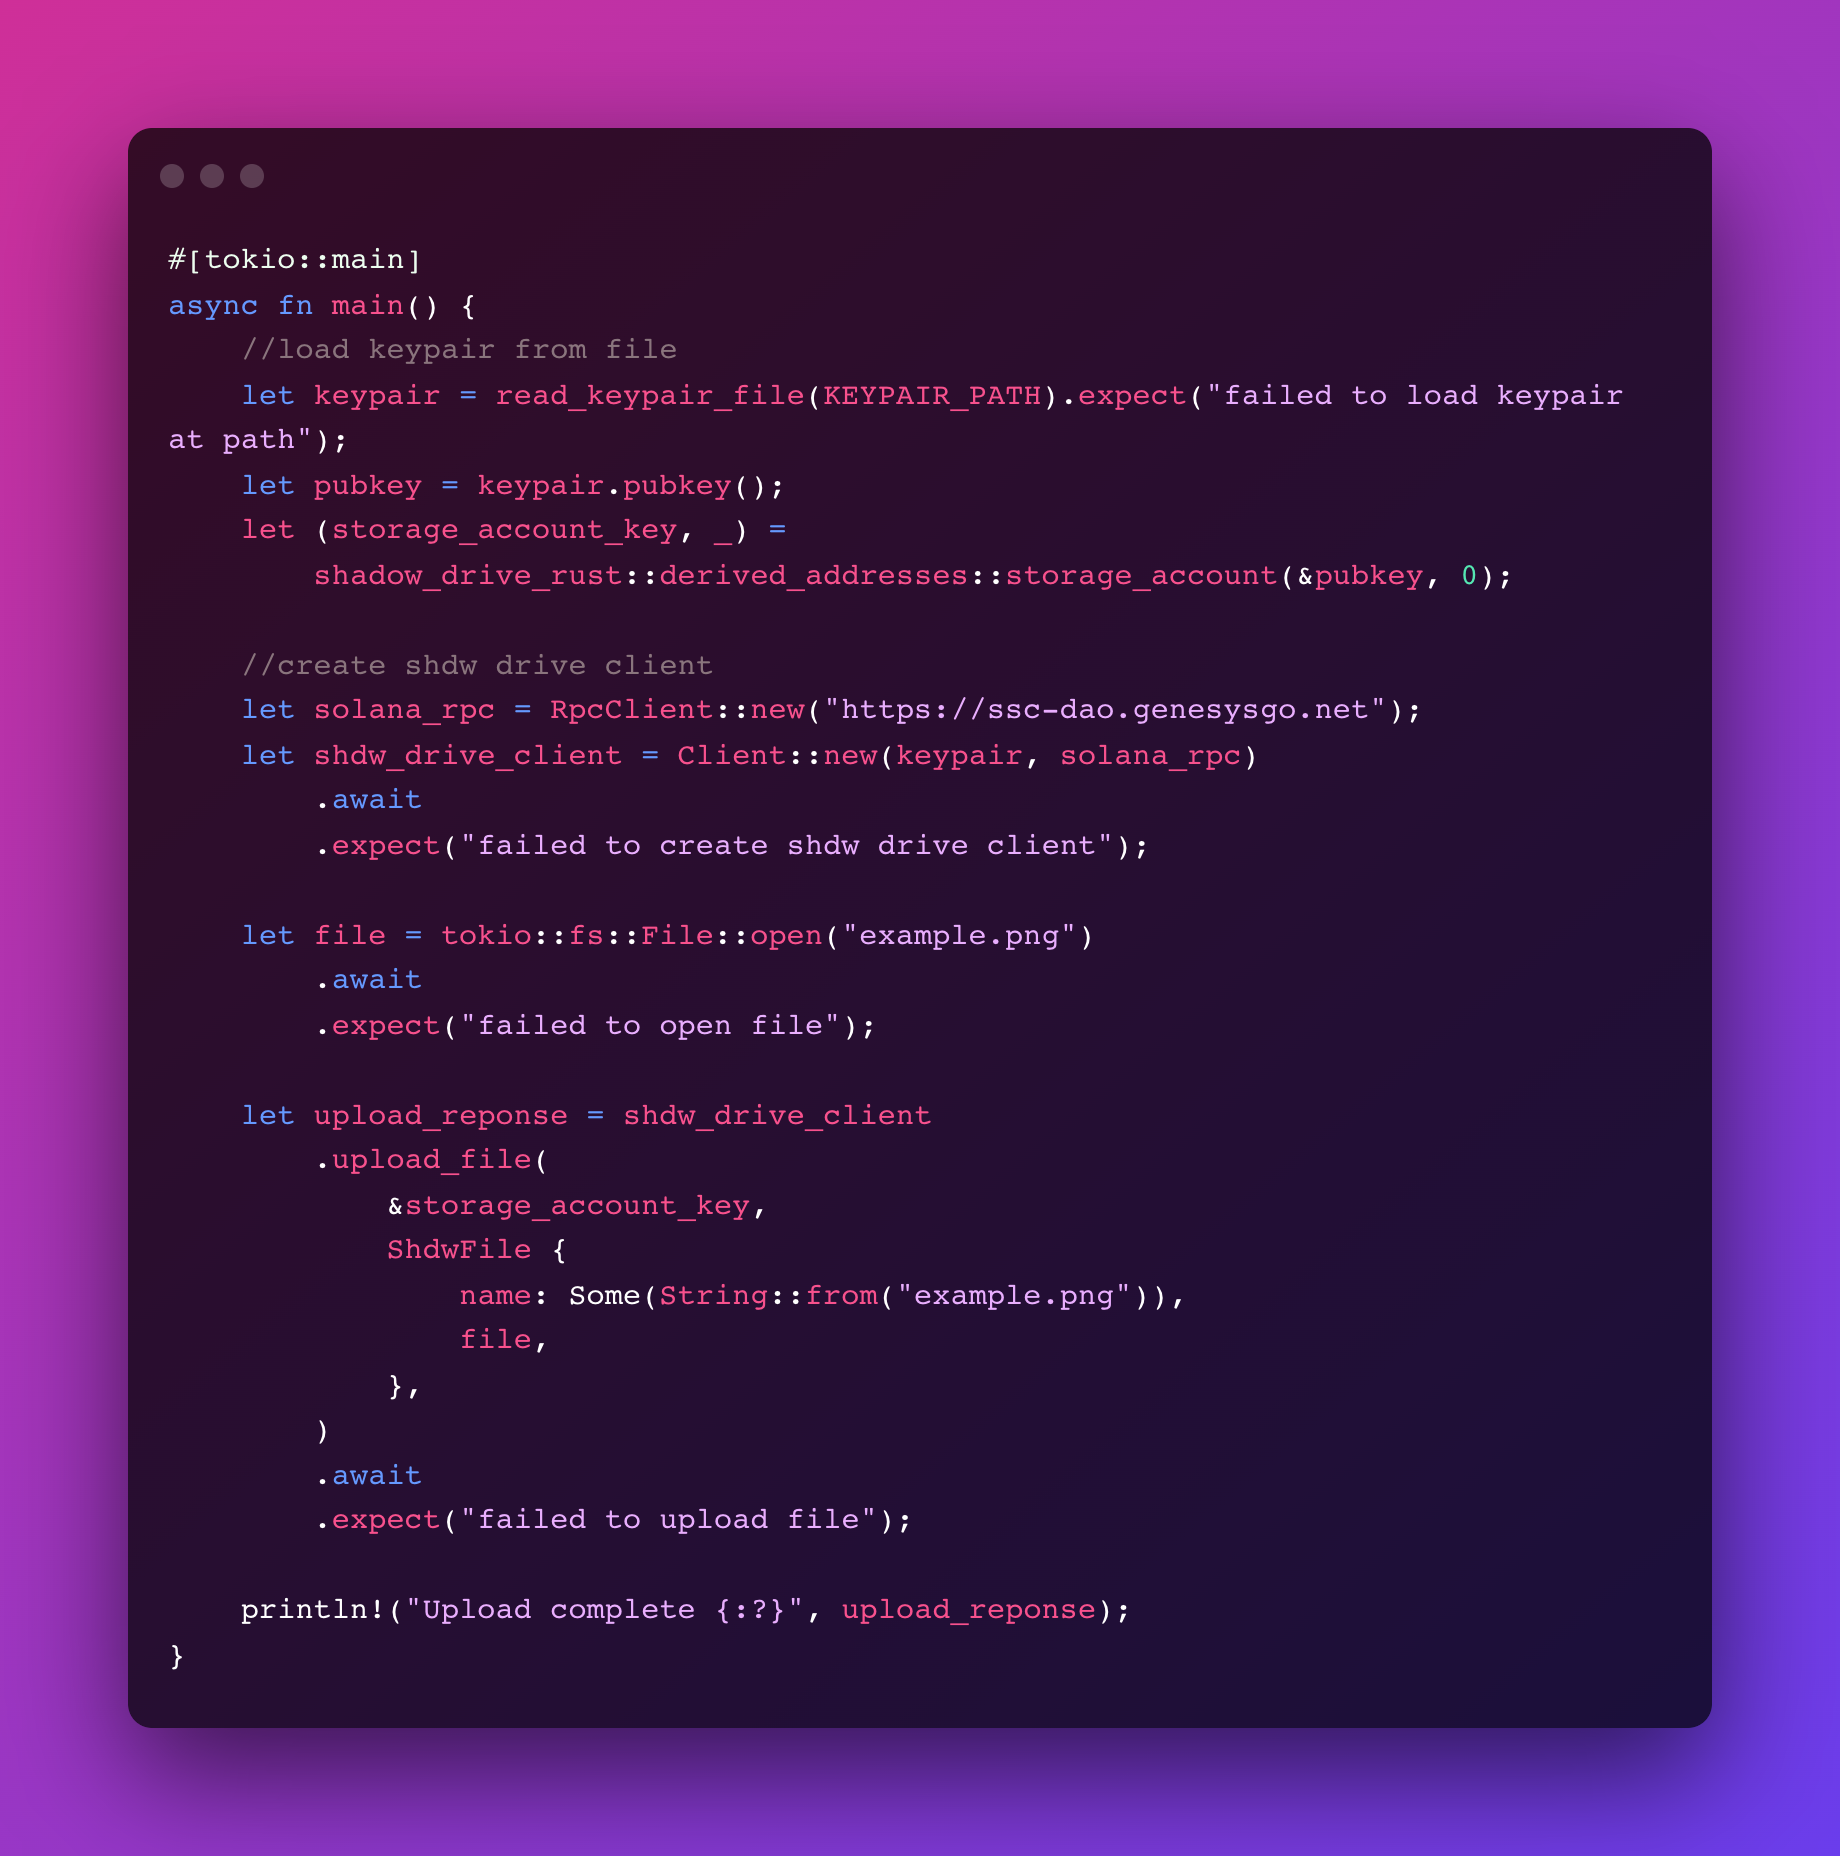 #[tokio::main]
async fn main() {
    //load keypair from file
    let keypair = read_keypair_file(KEYPAIR_PATH).expect("failed to load keypair
at path");
    let pubkey = keypair.pubkey();
    let (storage_account_key, _) =
        shadow_drive_rust::derived_addresses::storage_account(&pubkey, 0);

    //create shdw drive client
    let solana_rpc = RpcClient::new("https://ssc-dao.genesysgo.net");
    let shdw_drive_client = Client::new(keypair, solana_rpc)
        .await
        .expect("failed to create shdw drive client");

    let file = tokio::fs::File::open("example.png")
        .await
        .expect("failed to open file");

    let upload_reponse = shdw_drive_client
        .upload_file(
            &storage_account_key,
            ShdwFile {
                name: Some(String::from("example.png")),
                file,
            },
        )
        .await
        .expect("failed to upload file");

    println!("Upload complete {:?}", upload_reponse);
}